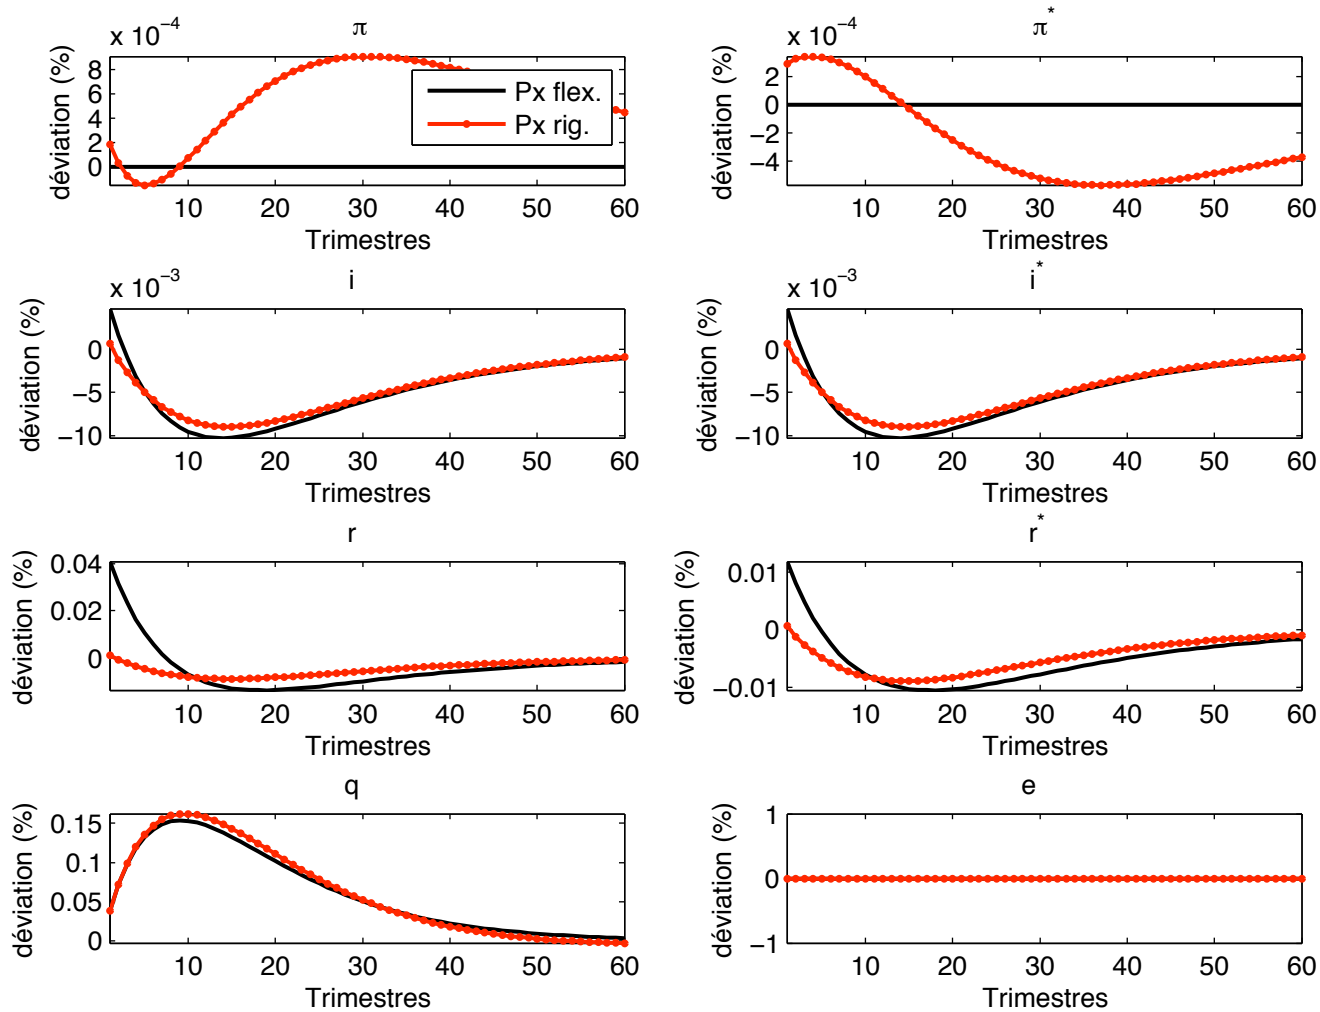 π
x 10−4
déviation (%)
8
6
4
2
0
Px flex.
Px rig.
10 20 30 40 50 60
Trimestres
π*
x 10−4
2
0
−2
−4
10 20 30 40 50 60
Trimestres
i
x 10−3
déviation (%)
0
−5
−10
10 20 30 40 50 60
Trimestres
i*
x 10−3
déviation (%)
0
−5
−10
10 20 30 40 50 60
Trimestres
r
déviation (%)
0.04
0.02
0
10 20 30 40 50 60
Trimestres
r*
déviation (%)
0.01
0
−0.01
10 20 30 40 50 60
Trimestres
q
déviation (%)
0.15
0.1
0.05
0
10 20 30 40 50 60
Trimestres
e
déviation (%)
1
0
−1
10 20 30 40 50 60
Trimestres